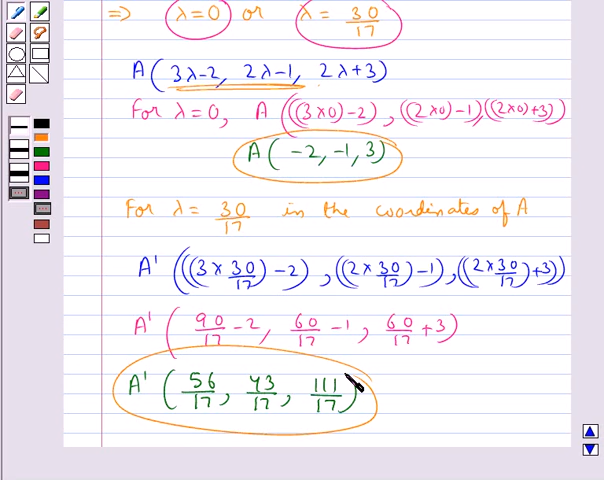 ⇒ λ=0 or λ = 30/17
A ( 3λ-2, 2λ-1, 2λ+3)
For λ=0, A ((3×0)-2) , ((2×0)-1),((2×0)+3))
A ( -2, -1, 3)
For λ = 30/17 in the coordinates of A
A' (((3 × 30/17) -2) , ((2 × 30/17) -1) , ((2 × 30/17) +3))
A' ( 90/17 -2, 60/17 -1, 60/17 +3)
A' ( 56/17 , 43/17 , 111/17 )